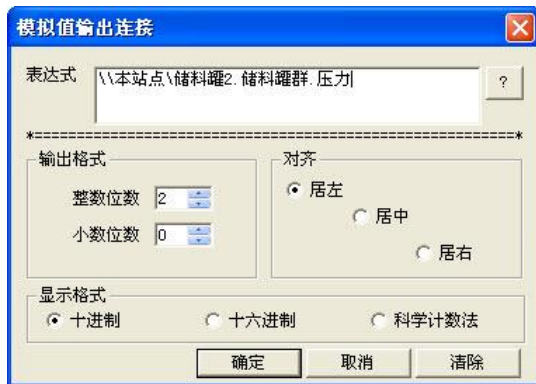 模拟值输出连接
表达式
\\本站点\储料罐2.储料罐群.压力
?
*=======================================================*
输出格式
整数位数 2
小数位数 0
对齐
居左
居中
居右
显示格式
十进制 十六进制 科学计数法
确定 取消 清除